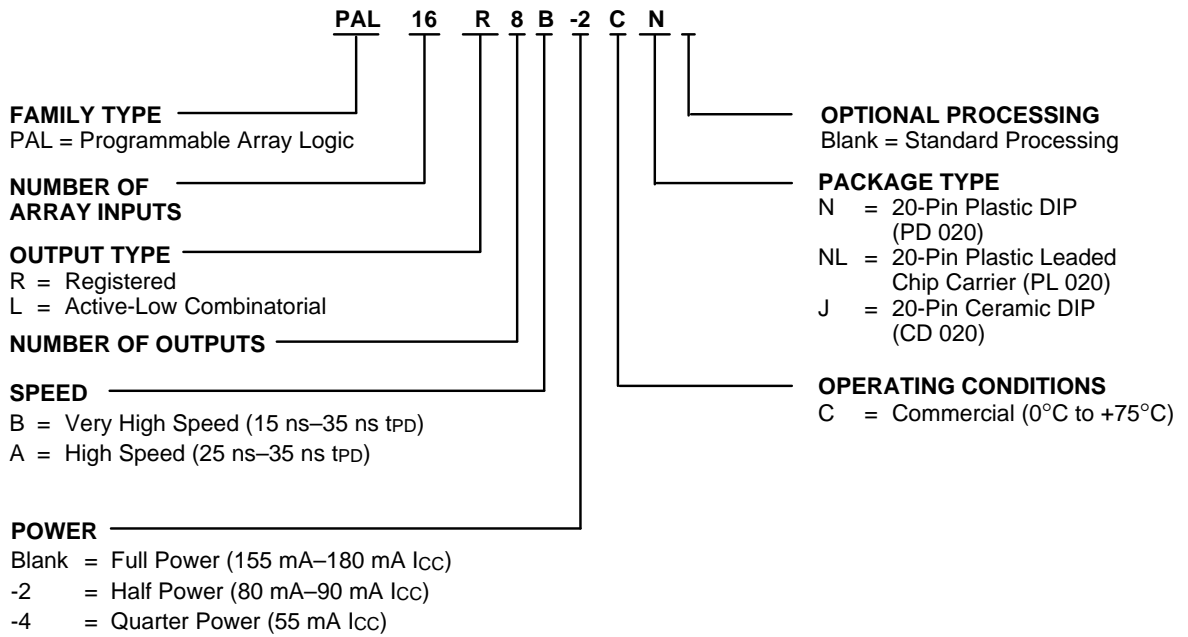 PAL 16 R 8 B -2 C N
FAMILY TYPE
PAL = Programmable Array Logic
NUMBER OF
ARRAY INPUTS
OUTPUT TYPE
R = Registered
L = Active-Low Combinatorial
NUMBER OF OUTPUTS
SPEED
B = Very High Speed (15 ns–35 ns tPD)
A = High Speed (25 ns–35 ns tPD)
POWER
Blank = Full Power (155 mA–180 mA ICC)
-2 = Half Power (80 mA–90 mA ICC)
-4 = Quarter Power (55 mA ICC)
OPTIONAL PROCESSING
Blank = Standard Processing
PACKAGE TYPE
N = 20-Pin Plastic DIP
(PD 020)
NL = 20-Pin Plastic Leaded
Chip Carrier (PL 020)
J = 20-Pin Ceramic DIP
(CD 020)
OPERATING CONDITIONS
C = Commercial (0°C to +75°C)